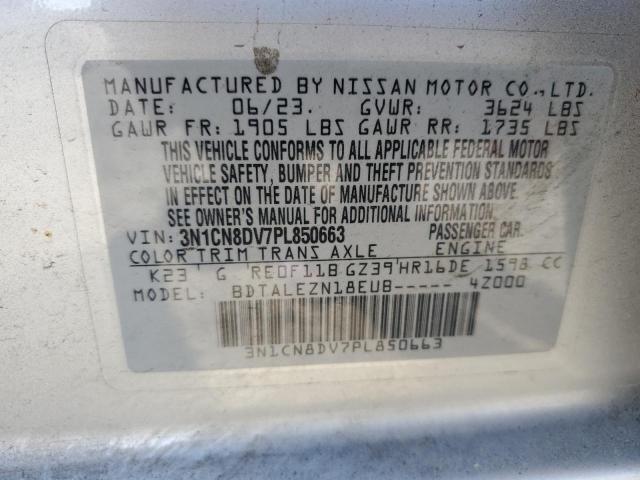 MANUFACTURED BY NISSAN MOTOR CO.,LTD.
DATE: 06/23. GVWR: 3624 LBS
GAWR FR: 1905 LBS GAWR RR: 1735 LBS
THIS VEHICLE CONFORMS TO ALL APPLICABLE FEDERAL MOTOR
VEHICLE SAFETY, BUMPER AND THEFT PREVENTION STANDARDS
IN EFFECT ON THE DATE OF MANUFACTURE SHOWN ABOVE.
SEE OWNER'S MANUAL FOR ADDITIONAL INFORMATION
VIN: 3N1CN8DV7PL850663 PASSENGER CAR.
COLOR TRIM TRANS AXLE ENGINE
K23 G RE0F11B GZ39 HR16DE 1598 CC
MODEL: BDTALEZN18EUB----- 4Z000
3N1CN8DV7PL850663